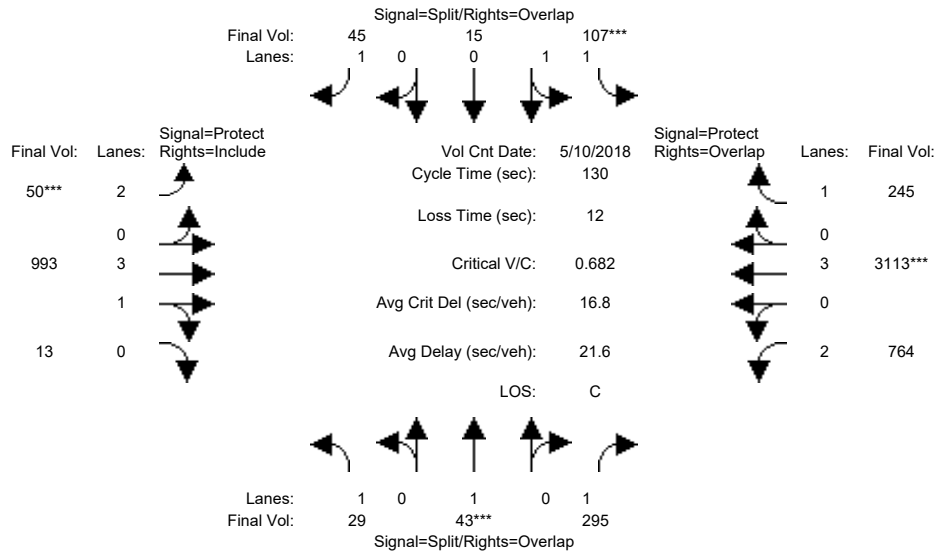 Signal=Split/Rights=Overlap
Final Vol: 45 15 107***
Lanes: 1 0 0 1 1
Signal=Protect
Final Vol: Lanes: Rights=Include
Vol Cnt Date: 5/10/2018
Signal=Protect
Rights=Overlap Lanes: Final Vol:
50*** 2
Cycle Time (sec): 130
1 245
0
Loss Time (sec): 12
0
993 3
Critical V/C: 0.682
3 3113***
1
Avg Crit Del (sec/veh): 16.8
0
13 0
Avg Delay (sec/veh): 21.6
2 764
LOS: C
Lanes: 1 0 1 0 1
Final Vol: 29 43*** 295
Signal=Split/Rights=Overlap